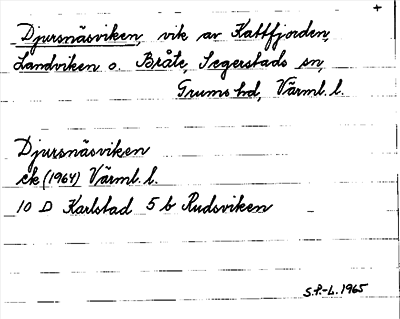 +
Djursnäsviken, vik av Kattfjorden,
Landviken o. Bråte, Segerstads sn,
Grums hd, Värml. l.
Djursnäsviken
ek (1964) Värml. l.
10 D Karlstad 5 b Rudsviken
S.P.-L. 1965